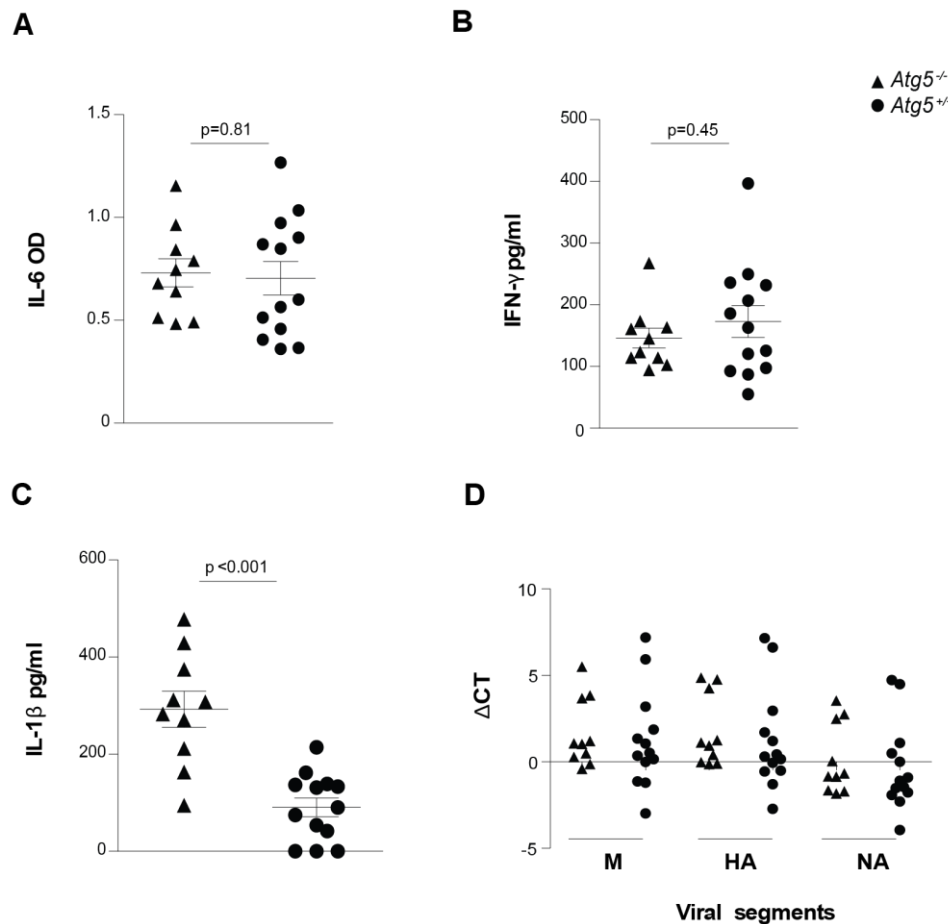 A
B
▲ Atg5-/-
● Atg5+/-
p=0.81
1.5
1.0
0.5
0
IL-6 OD
p=0.45
500
400
300
200
100
0
IFN-γ pg/ml
C
D
p <0.001
600
400
200
0
IL-1β pg/ml
10
5
0
-5
ΔCT
M HA NA
Viral segments